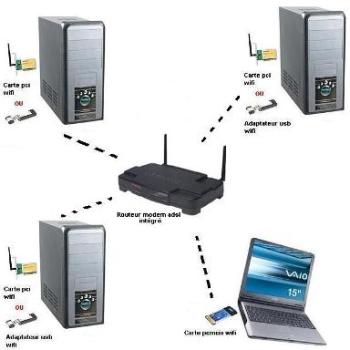 Carte pci
wifi
OU
Carte pci
wifi
OU
Adaptateur usb
wifi
Routeur modem adsl
intégré
Carte pci
wifi
OU
Adaptateur usb
wifi
VAIO
15"
Carte pcmcia wifi